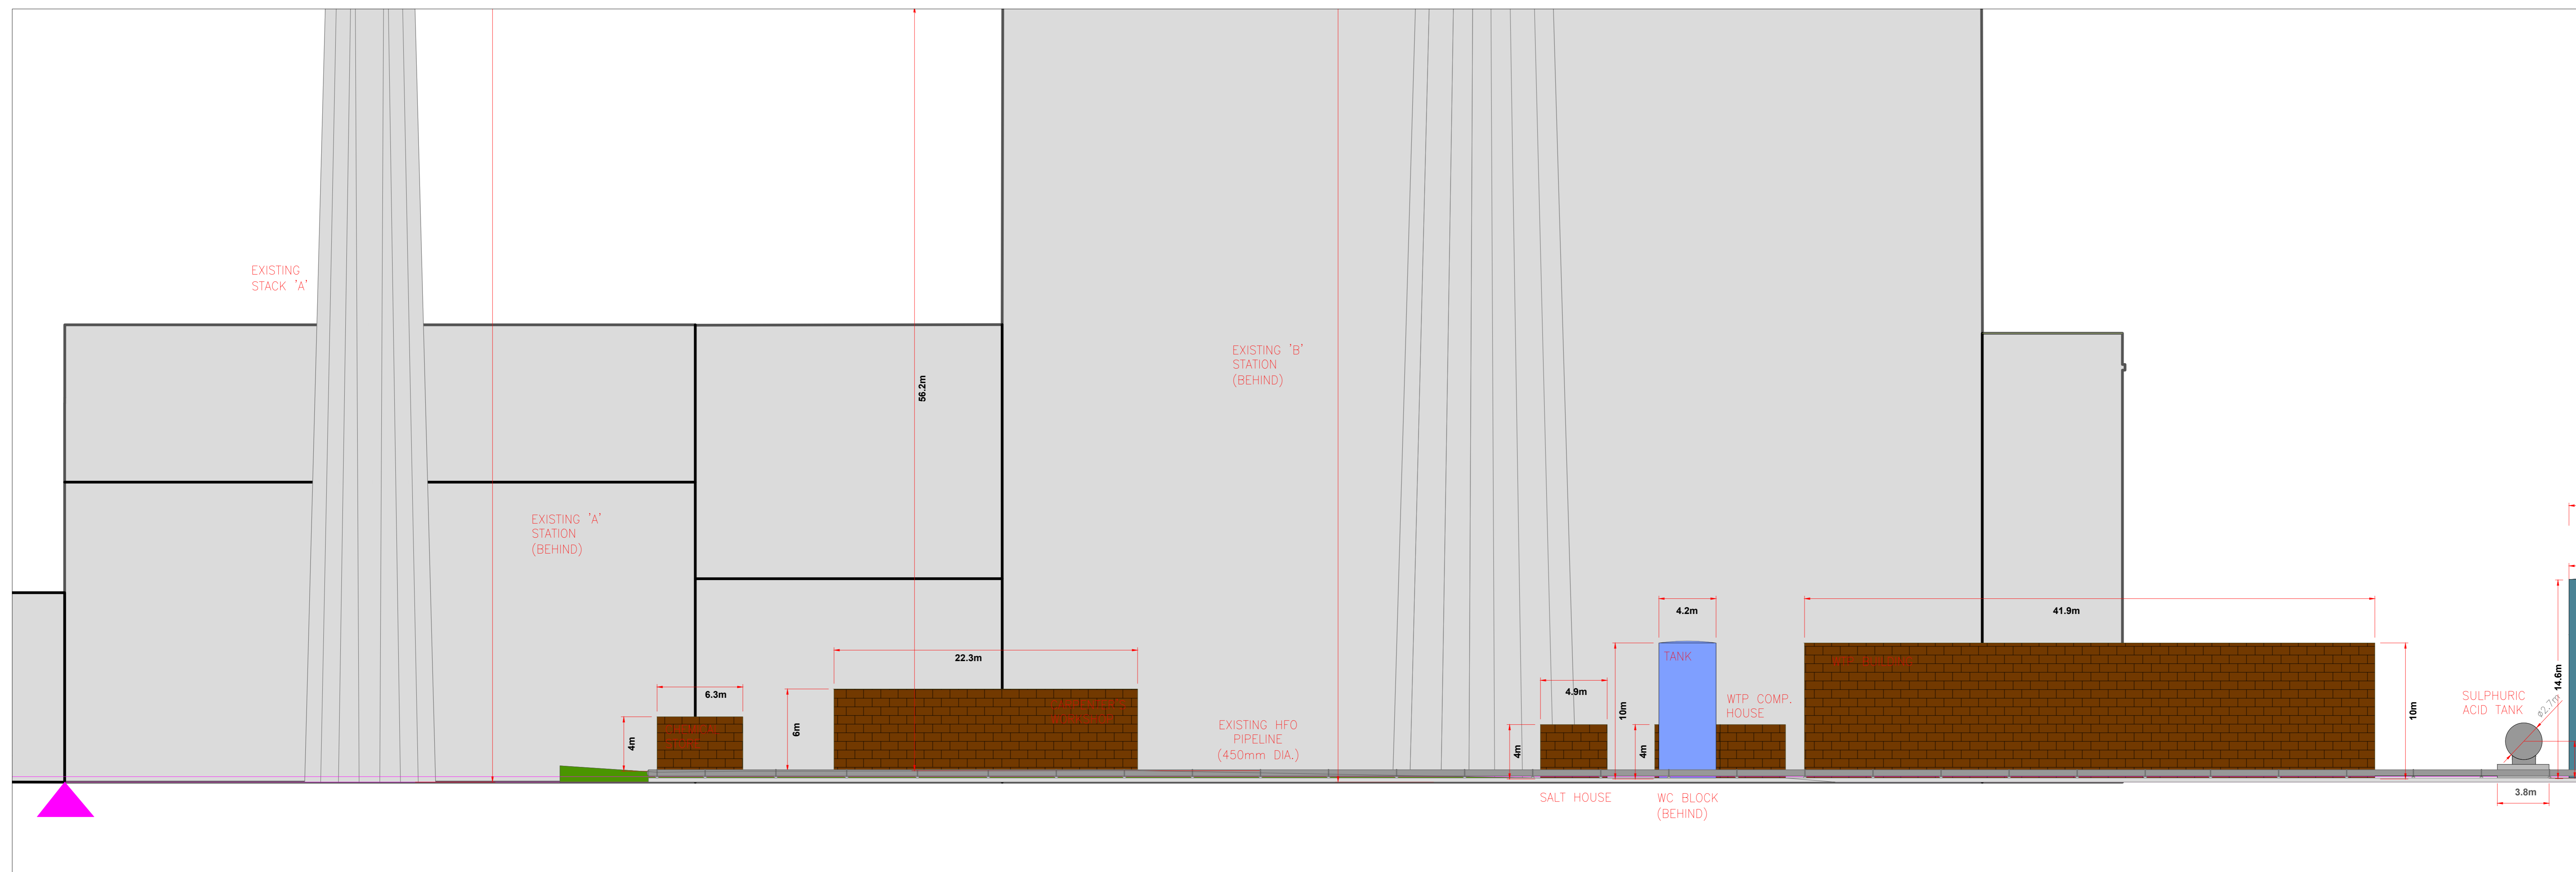 EXISTING
STACK 'A'
EXISTING 'A'
STATION
(BEHIND)
56.2m
EXISTING 'B'
STATION
(BEHIND)
6.3m
4m
22.3m
6m
EXISTING HFO
PIPELINE
(450mm DIA.)
4.9m
4m
SALT HOUSE
4.2m
10m
TANK
4m
WTP COMP.
HOUSE
WC BLOCK
(BEHIND)
41.9m
10m
SULPHURIC
ACID TANK
ø2.7m
3.8m
14.6m